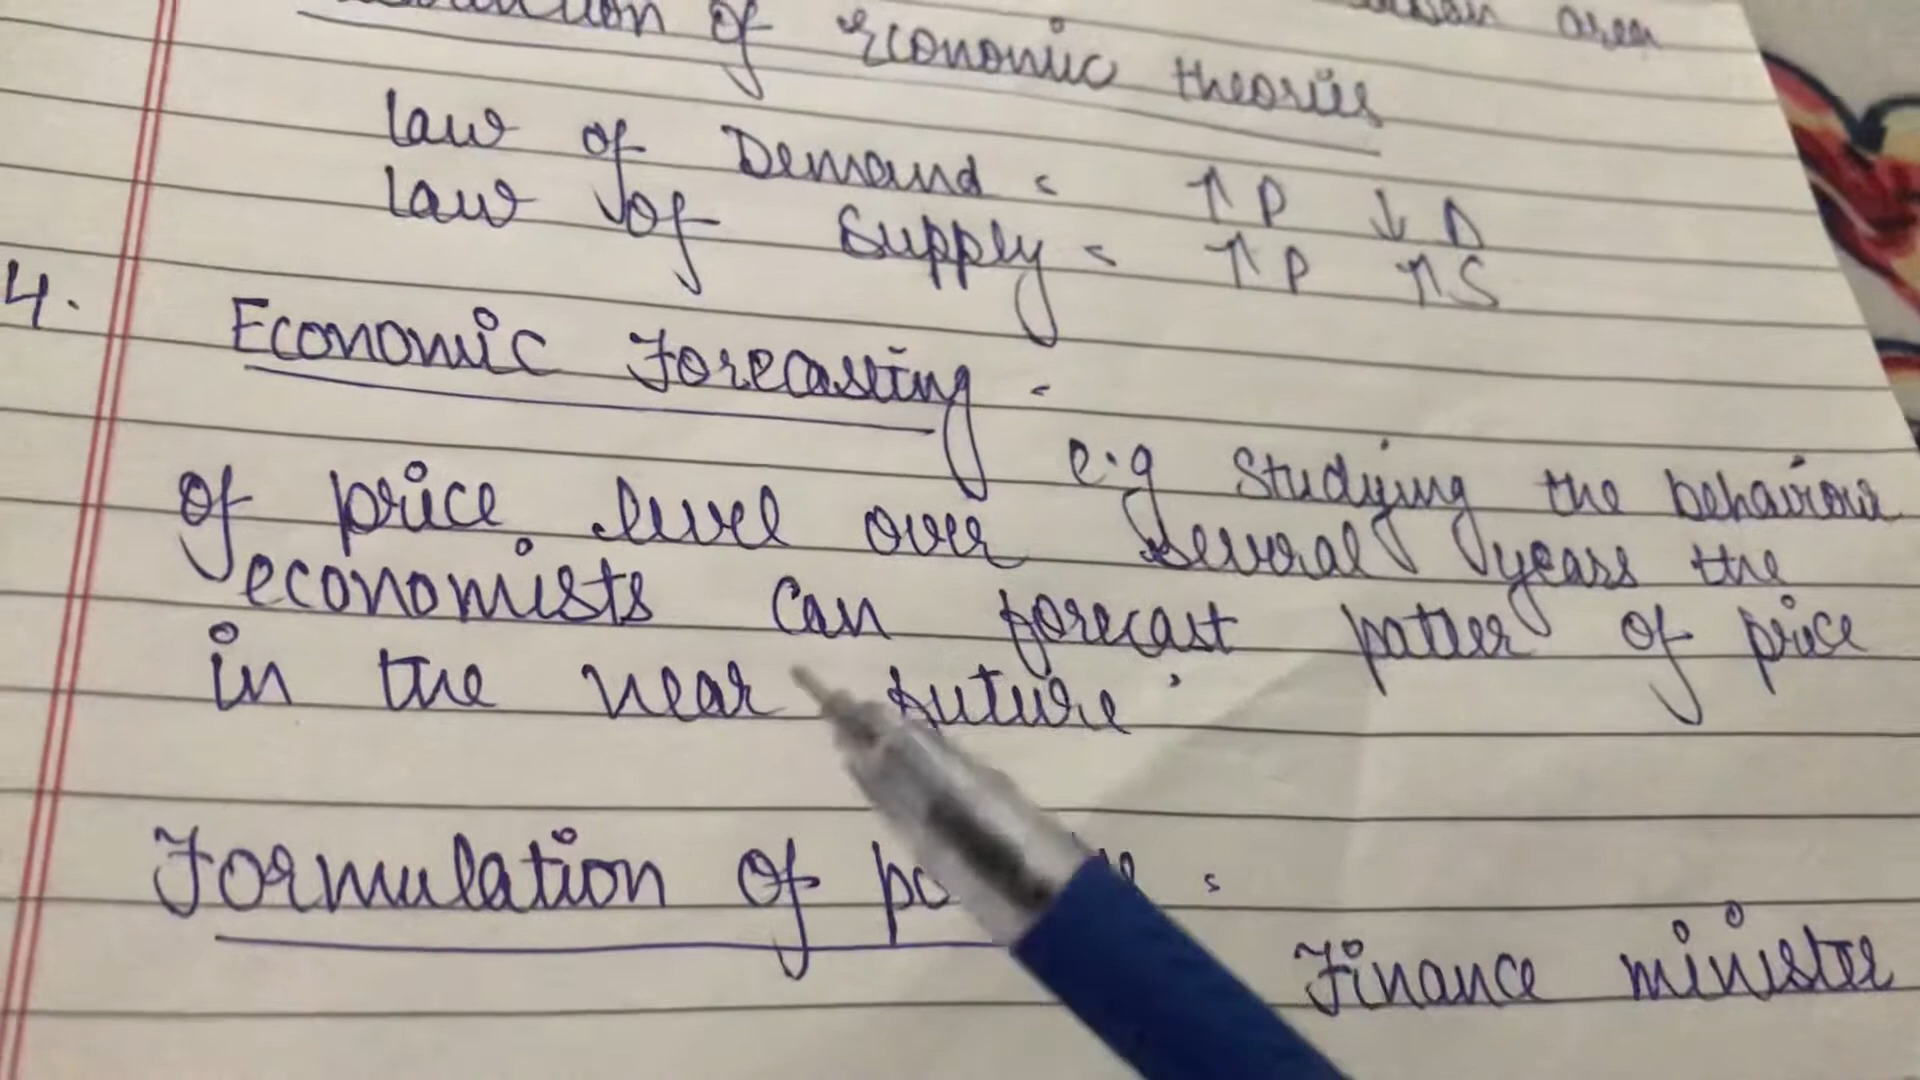 of economic theories
area
law of Demand = ↑ P ↓ D
law of Supply = ↑ P ↑ S
4. Economic Forecasting -
e.g Studying the behaviour
of price level over several years the
economists can forecast patter of price
in the near future.
Formulation of
Finance minister